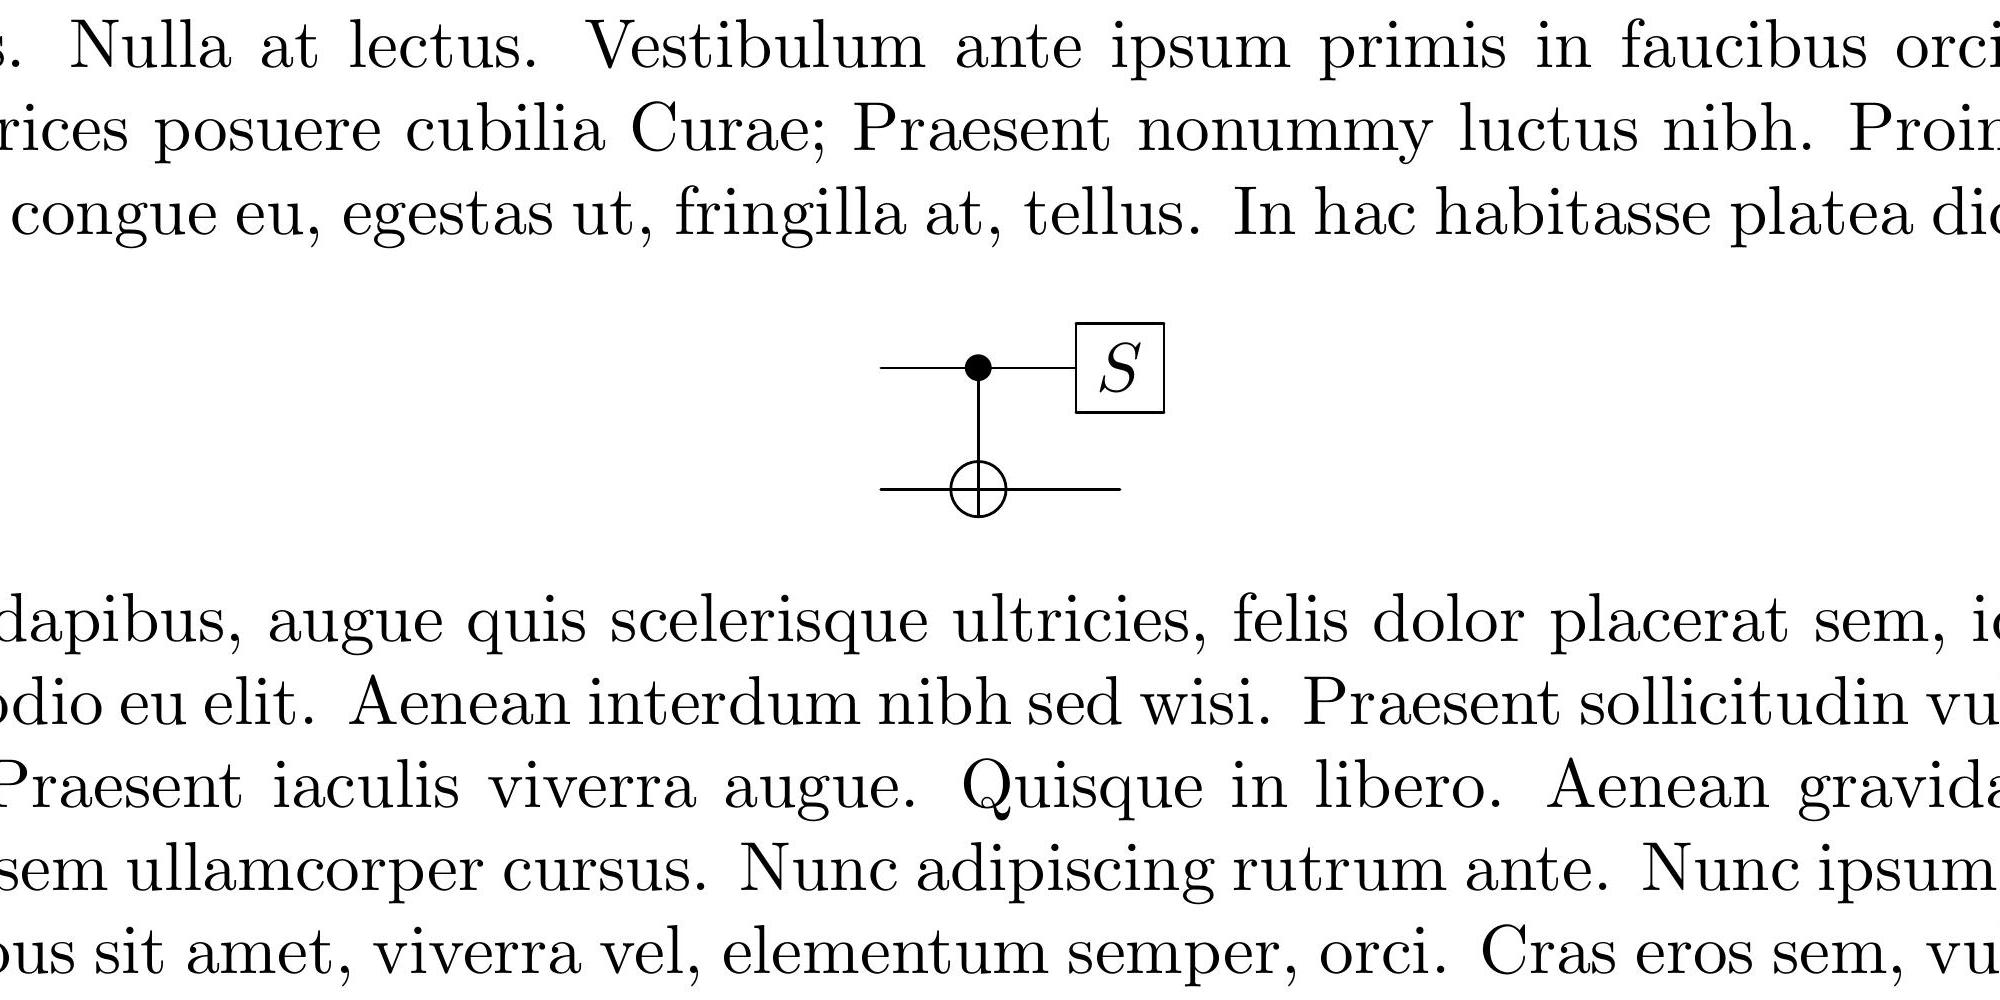 s. Nulla at lectus. Vestibulum ante ipsum primis in faucibus orci
rices posuere cubilia Curae; Praesent nonummy luctus nibh. Proin
congue eu, egestas ut, fringilla at, tellus. In hac habitasse platea dic
S
dapibus, augue quis scelerisque ultricies, felis dolor placerat sem, id
odio eu elit. Aenean interdum nibh sed wisi. Praesent sollicitudin vu
Praesent iaculis viverra augue. Quisque in libero. Aenean gravida
sem ullamcorper cursus. Nunc adipiscing rutrum ante. Nunc ipsum
bus sit amet, viverra vel, elementum semper, orci. Cras eros sem, vu